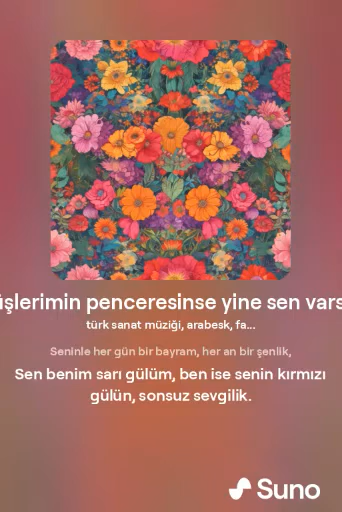 üşlerimin penceresinse yine sen vars
türk sanat müziği, arabesk, fa...
Seninle her gün bir bayram, her an bir şenlik,
Sen benim sarı gülüm, ben ise senin kırmızı
gülün, sonsuz sevgilik.
Suno